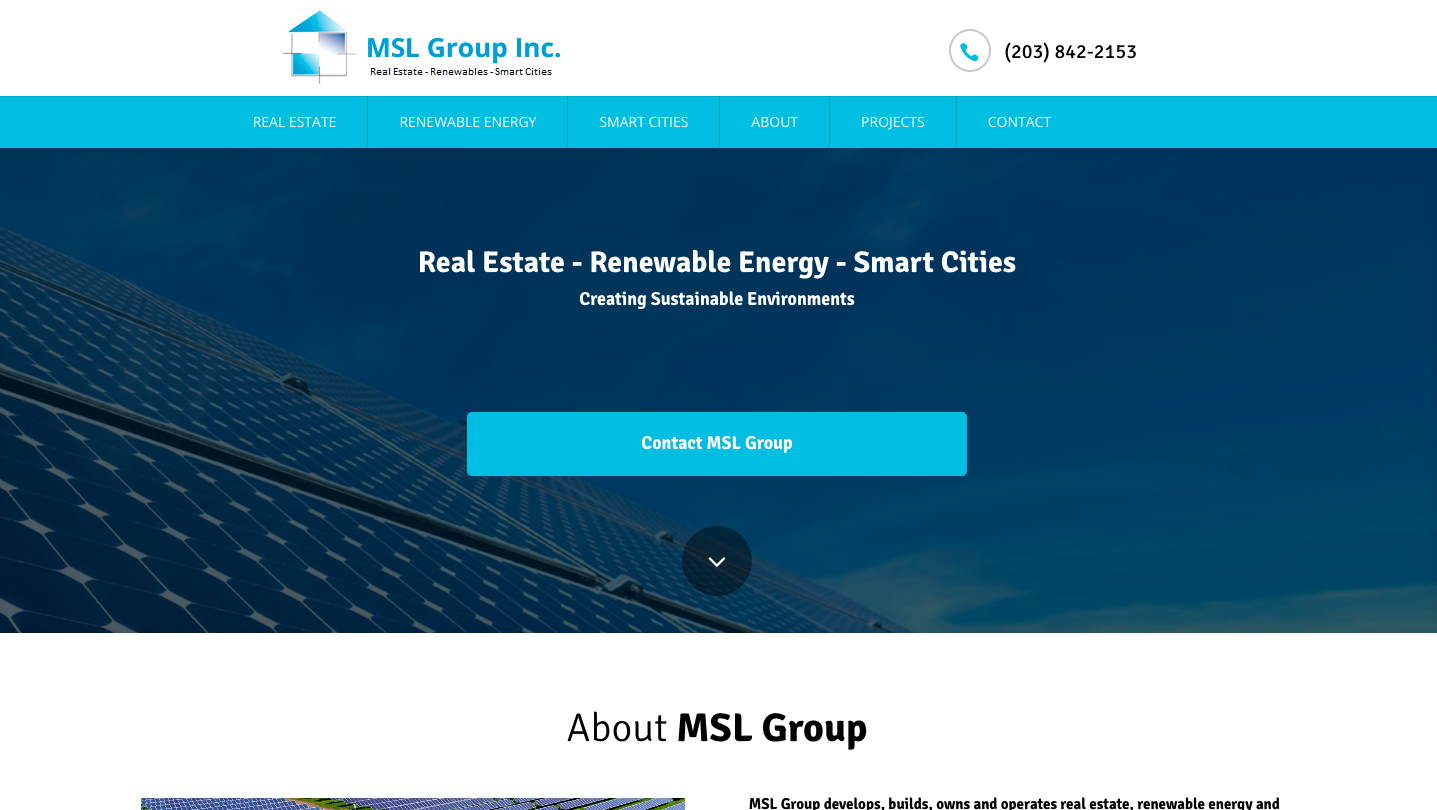 MSL Group Inc.
Real Estate - Renewables - Smart Cities
(203) 842-2153
REAL ESTATE
RENEWABLE ENERGY
SMART CITIES
ABOUT
PROJECTS
CONTACT
Real Estate - Renewable Energy - Smart Cities
Creating Sustainable Environments
Contact MSL Group
About MSL Group
MSL Group develops, builds, owns and operates real estate, renewable energy and